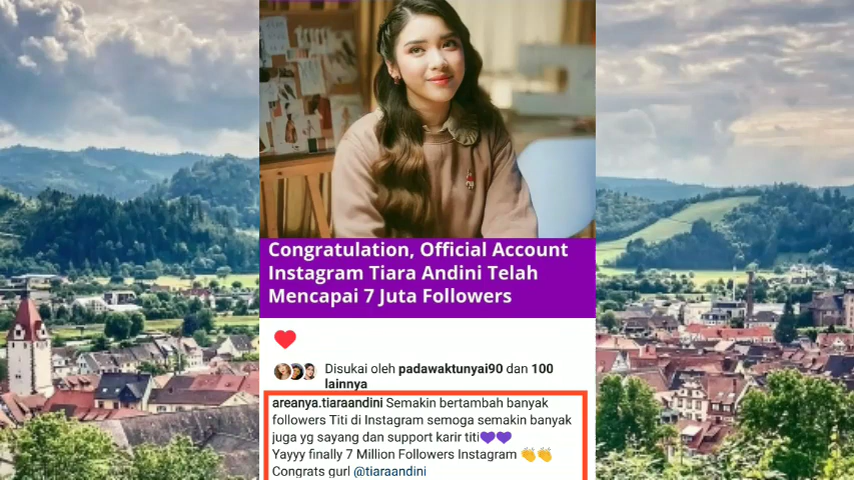 Congratulation, Official Account
Instagram Tiara Andini Telah
Mencapai 7 Juta Followers
Disukai oleh padawaktunyai90 dan 100
lainnya
areanya.tiaraandini Semakin bertambah banyak
followers Titi di Instagram semoga semakin banyak
juga yg sayang dan support karir titi💜💜
Yayyy finally 7 Million Followers Instagram 👏👏
Congrats gurl @tiaraandini